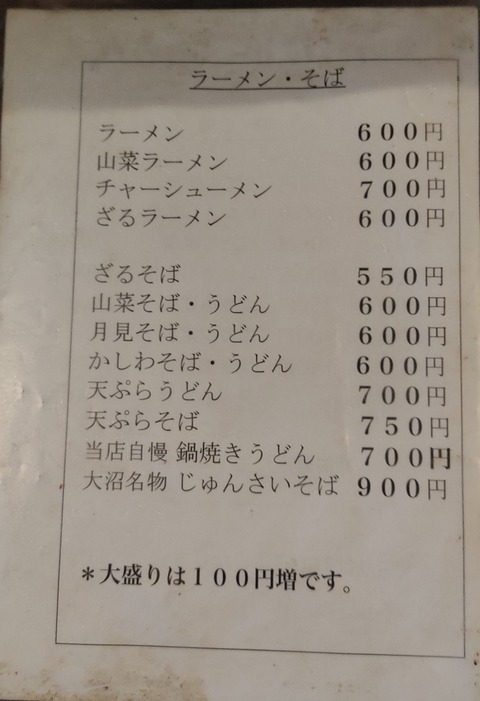 ラーメン・そば
ラーメン ６００円
山菜ラーメン ６００円
チャーシューメン ７００円
ざるラーメン ６００円
ざるそば ５５０円
山菜そば・うどん ６００円
月見そば・うどん ６００円
かしわそば・うどん ６００円
天ぷらうどん ７００円
天ぷらそば ７５０円
当店自慢 鍋焼きうどん ７００円
大沼名物 じゅんさいそば ９００円
＊大盛りは１００円増です。